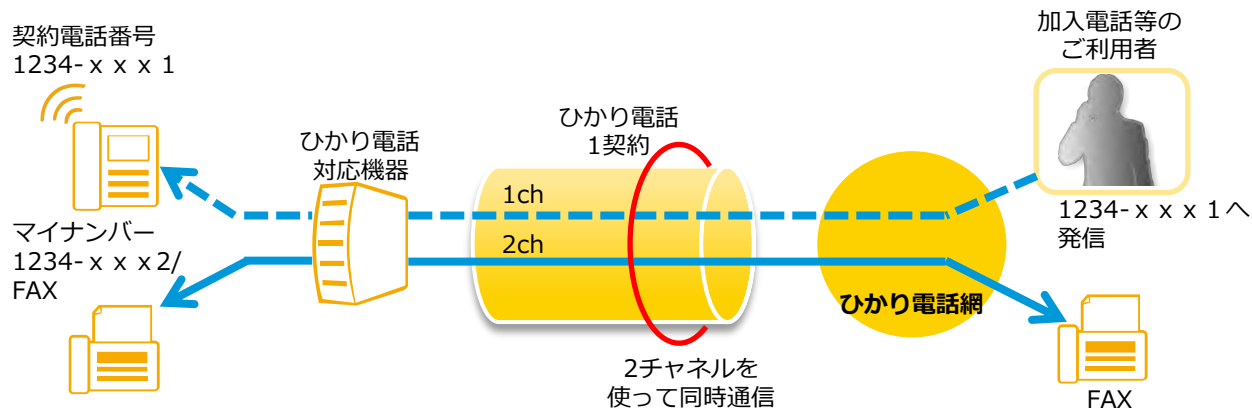 契約電話番号
1234-ｘｘｘ１
マイナンバー
1234-ｘｘｘ2/
FAX
ひかり電話
対応機器
ひかり電話
1契約
1ch
2ch
2チャネルを
使って同時通信
ひかり電話網
加入電話等の
ご利用者
1234-ｘｘｘ１へ
発信
FAX